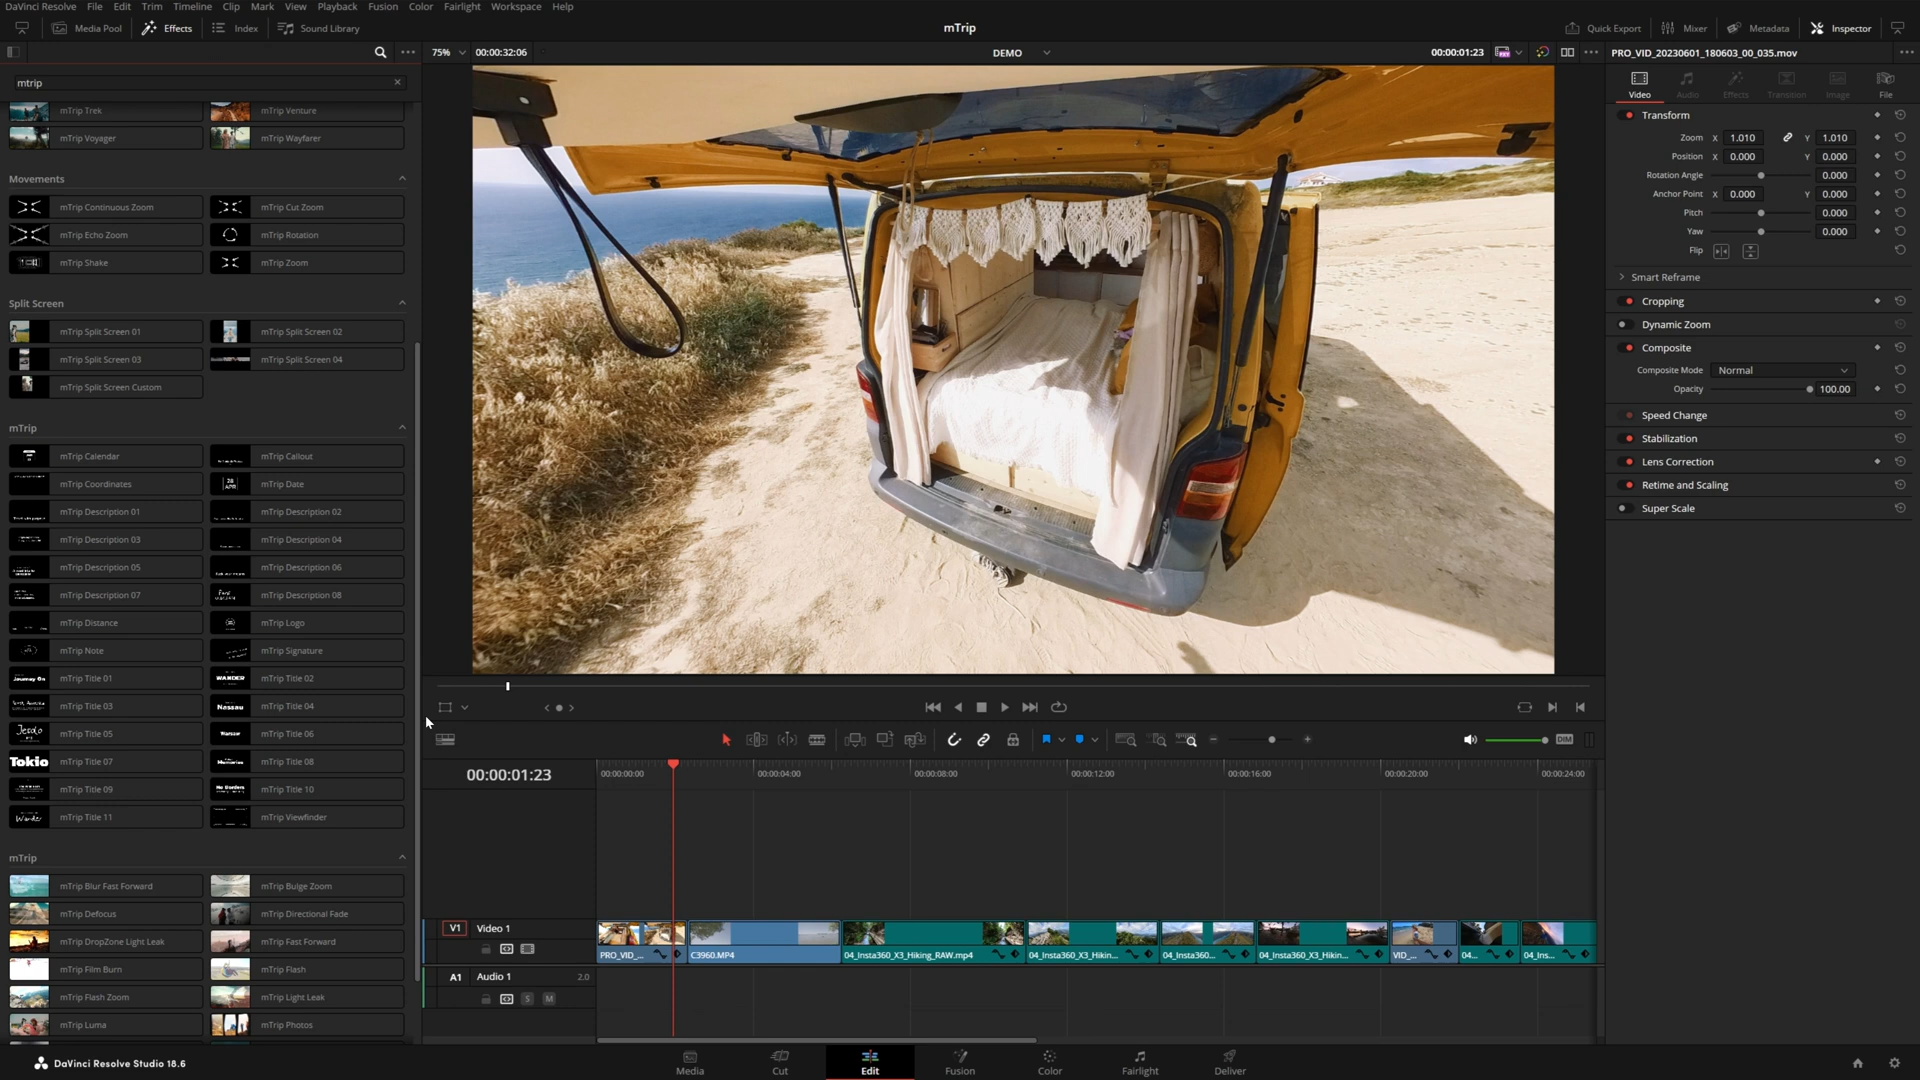 DaVinci Resolve File Edit Trim Timeline Clip Mark View Playback Fusion Color Fairlight Workspace Help
Media Pool Effects Index Sound Library mTrip Quick Export Mixer Metadata Inspector
75% 00:00:32:06 DEMO 00:00:01:23 PRO_VID_20230601_180603_00_035.mov
mtrip
Video Audio Effects Transition Image File
mTrip Trek mTrip Venture
mTrip Voyager mTrip Wayfarer
Movements
mTrip Continuous Zoom mTrip Cut Zoom
mTrip Echo Zoom mTrip Rotation
mTrip Shake mTrip Zoom
Split Screen
mTrip Split Screen 01 mTrip Split Screen 02
mTrip Split Screen 03 mTrip Split Screen 04
mTrip Split Screen Custom
mTrip
mTrip Calendar mTrip Callout
mTrip Coordinates 28 APR mTrip Date
mTrip Description 01 mTrip Description 02
mTrip Description 03 mTrip Description 04
mTrip Description 05 mTrip Description 06
mTrip Description 07 mTrip Description 08
mTrip Distance mTrip Logo
mTrip Note mTrip Signature
Journey On mTrip Title 01 WANDER mTrip Title 02
mTrip Title 03 Nassau mTrip Title 04
mTrip Title 05 Warsaw mTrip Title 06
Tokio mTrip Title 07 Memories mTrip Title 08
mTrip Title 09 No Borders mTrip Title 10
Wander mTrip Title 11 mTrip Viewfinder
mTrip
mTrip Blur Fast Forward mTrip Bulge Zoom
mTrip Defocus mTrip Directional Fade
mTrip DropZone Light Leak mTrip Fast Forward
mTrip Film Burn mTrip Flash
mTrip Flash Zoom mTrip Light Leak
mTrip Luma mTrip Photos
Transform
Zoom X 1.010 Y 1.010
Position X 0.000 Y 0.000
Rotation Angle 0.000
Anchor Point X 0.000 Y 0.000
Pitch 0.000
Yaw 0.000
Flip
Smart Reframe
Cropping
Dynamic Zoom
Composite
Composite Mode Normal
Opacity 100.00
Speed Change
Stabilization
Lens Correction
Retime and Scaling
Super Scale
DIM
00:00:01:23 00:00:00:00 00:00:04:00 00:00:08:00 00:00:12:00 00:00:16:00 00:00:20:00 00:00:24:00
V1 Video 1
PRO_VID_... C3960.MP4 04_Insta360_X3_Hiking_RAW.mp4 04_Insta360_X3_Hikin... 04_Insta360... 04_Insta360_X3_Hikin... VID_... 04... 04_Ins...
A1 Audio 1 2.0
S M
DaVinci Resolve Studio 18.6 Media Cut Edit Fusion Color Fairlight Deliver